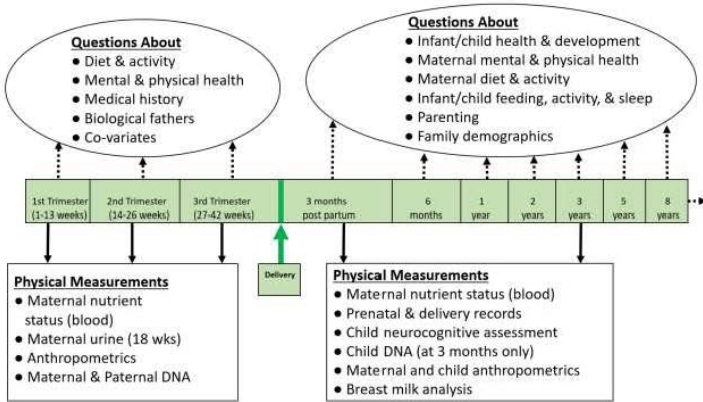 Questions About
● Diet & activity
● Mental & physical health
● Medical history
● Biological fathers
● Co-variates
Questions About
● Infant/child health & development
● Maternal mental & physical health
● Maternal diet & activity
● Infant/child feeding, activity, & sleep
● Parenting
● Family demographics
1st Trimester
(1-13 weeks)
2nd Trimester
(14-26 weeks)
3rd Trimester
(27-42 weeks)
3 months
post partum
6
months
1
year
2
years
3
years
5
years
8
years
Delivery
Physical Measurements
● Maternal nutrient
status (blood)
● Maternal urine (18 wks)
● Anthropometrics
● Maternal & Paternal DNA
Physical Measurements
● Maternal nutrient status (blood)
● Prenatal & delivery records
● Child neurocognitive assessment
● Child DNA (at 3 months only)
● Maternal and child anthropometrics
● Breast milk analysis